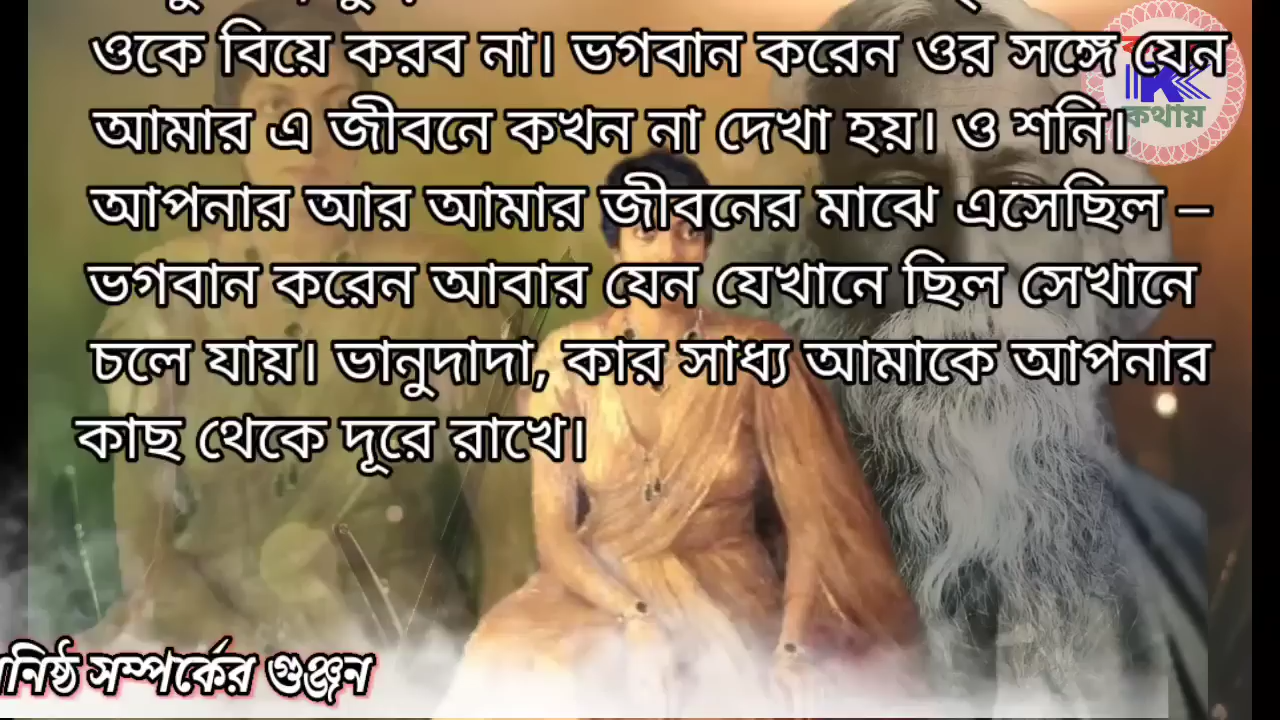 ওকে বিয়ে করব না। ভগবান করেন ওর সঙ্গে যেন
আমার এ জীবনে কখন না দেখা হয়। ও শনি।
আপনার আর আমার জীবনের মাঝে এসেছিল –
ভগবান করেন আবার যেন যেখানে ছিল সেখানে
চলে যায়। ভানুদাদা, কার সাধ্য আমাকে আপনার
কাছ থেকে দূরে রাখে।
কথায়
সম্পর্কের গুঞ্জন